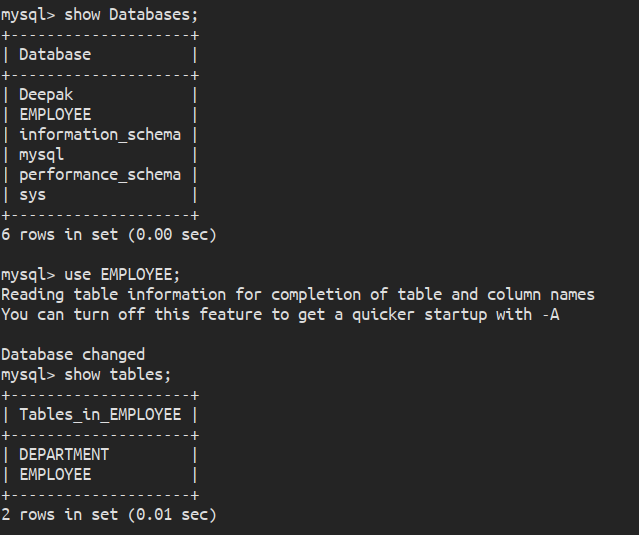 mysql> show Databases;
+--------------------+
| Database           |
+--------------------+
| Deepak             |
| EMPLOYEE           |
| information_schema |
| mysql              |
| performance_schema |
| sys                |
+--------------------+
6 rows in set (0.00 sec)
mysql> use EMPLOYEE;
Reading table information for completion of table and column names
You can turn off this feature to get a quicker startup with -A
Database changed
mysql> show tables;
+--------------------+
| Tables_in_EMPLOYEE |
+--------------------+
| DEPARTMENT         |
| EMPLOYEE           |
+--------------------+
2 rows in set (0.01 sec)